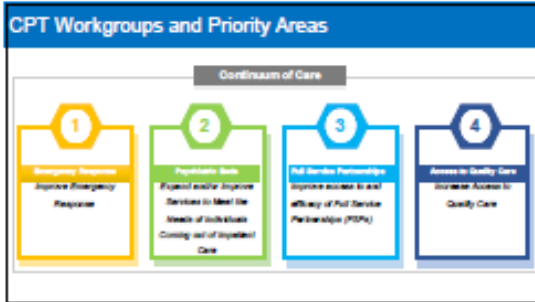 CPT Workgroups and Priority Areas
Continuum of Care
1
2
3
4
Emergency Response
Improve Emergency
Response
Psychiatric Beds
Expand and/or Improve
Services to Meet the
Needs of Individuals
Coming out of Inpatient
Care
Full Service Partnerships
Improve access to and
efficacy of Full Service
Partnerships (FSPs)
Access to Quality Care
Increase Access to
Quality Care